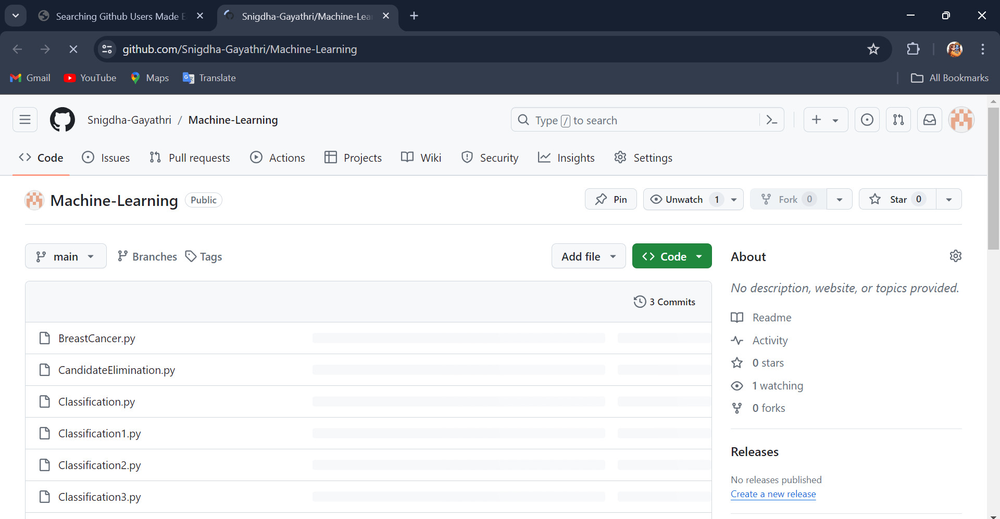 Searching Github Users Made E
Snigdha-Gayathri/Machine-Lea
github.com/Snigdha-Gayathri/Machine-Learning
Gmail
YouTube
Maps
Translate
All Bookmarks
Snigdha-Gayathri / Machine-Learning
Type / to search
Code
Issues
Pull requests
Actions
Projects
Wiki
Security
Insights
Settings
Machine-Learning
Public
Pin
Unwatch 1
Fork 0
Star 0
main
Branches
Tags
Add file
Code
3 Commits
BreastCancer.py
CandidateElimination.py
Classification.py
Classification1.py
Classification2.py
Classification3.py
About
No description, website, or topics provided.
Readme
Activity
0 stars
1 watching
0 forks
Releases
No releases published
Create a new release